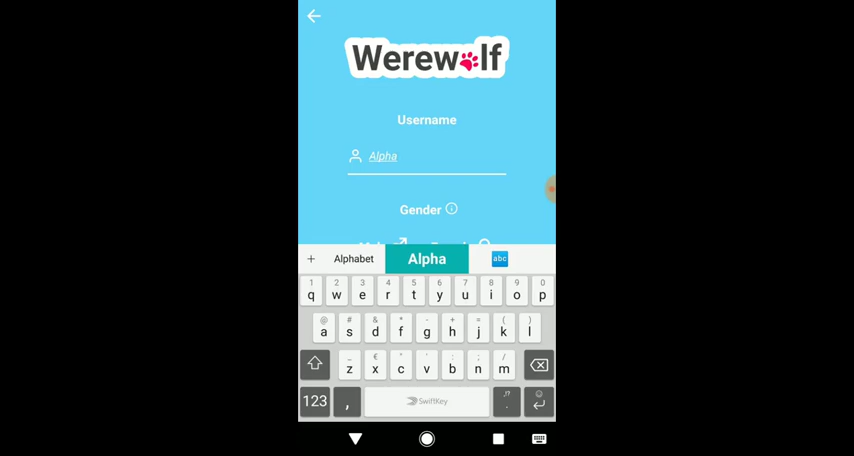 Werewolf
Username
Alpha
Gender
+ Alphabet Alpha abc
1 2 3 4 5 6 7 8 9 0
q w e r t y u i o p
@ # & * - + = ( )
a s d f g h j k l
_ € " ' : ; /
z x c v b n m
123 , SwiftKey ,!? .